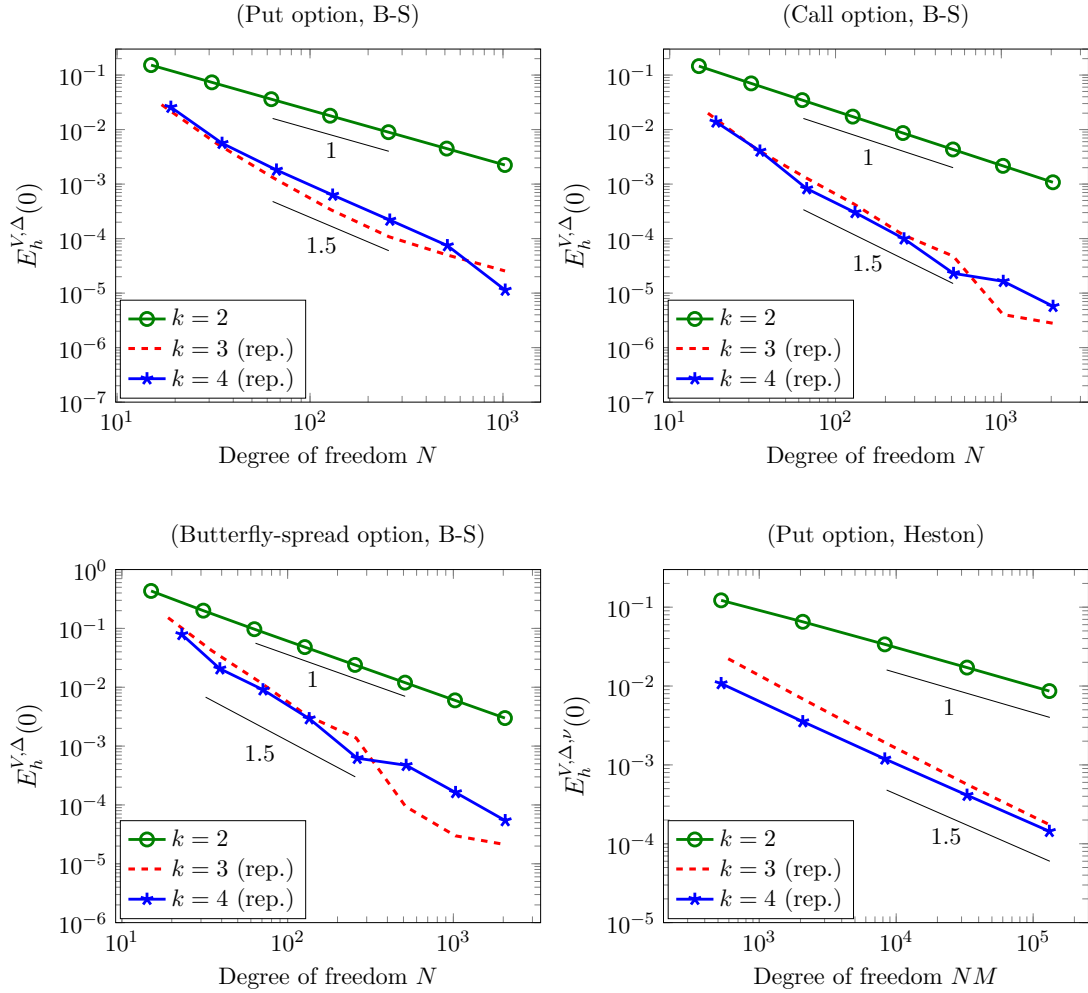 (Put option, B-S)
10^{-1}
10^{-2}
10^{-3}
10^{-4}
10^{-5}
10^{-6}
10^{-7}
E_h^{V,Δ}(0)
1
1.5
k = 2
k = 3 (rep.)
k = 4 (rep.)
10^1 10^2 10^3
Degree of freedom N
(Call option, B-S)
10^{-1}
10^{-2}
10^{-3}
10^{-4}
10^{-5}
10^{-6}
10^{-7}
E_h^{V,Δ}(0)
1
1.5
k = 2
k = 3 (rep.)
k = 4 (rep.)
10^1 10^2 10^3
Degree of freedom N
(Butterfly-spread option, B-S)
10^0
10^{-1}
10^{-2}
10^{-3}
10^{-4}
10^{-5}
10^{-6}
E_h^{V,Δ}(0)
1
1.5
k = 2
k = 3 (rep.)
k = 4 (rep.)
10^1 10^2 10^3
Degree of freedom N
(Put option, Heston)
10^{-1}
10^{-2}
10^{-3}
10^{-4}
10^{-5}
E_h^{V,Δ,ν}(0)
1
1.5
k = 2
k = 3 (rep.)
k = 4 (rep.)
10^3 10^4 10^5
Degree of freedom NM